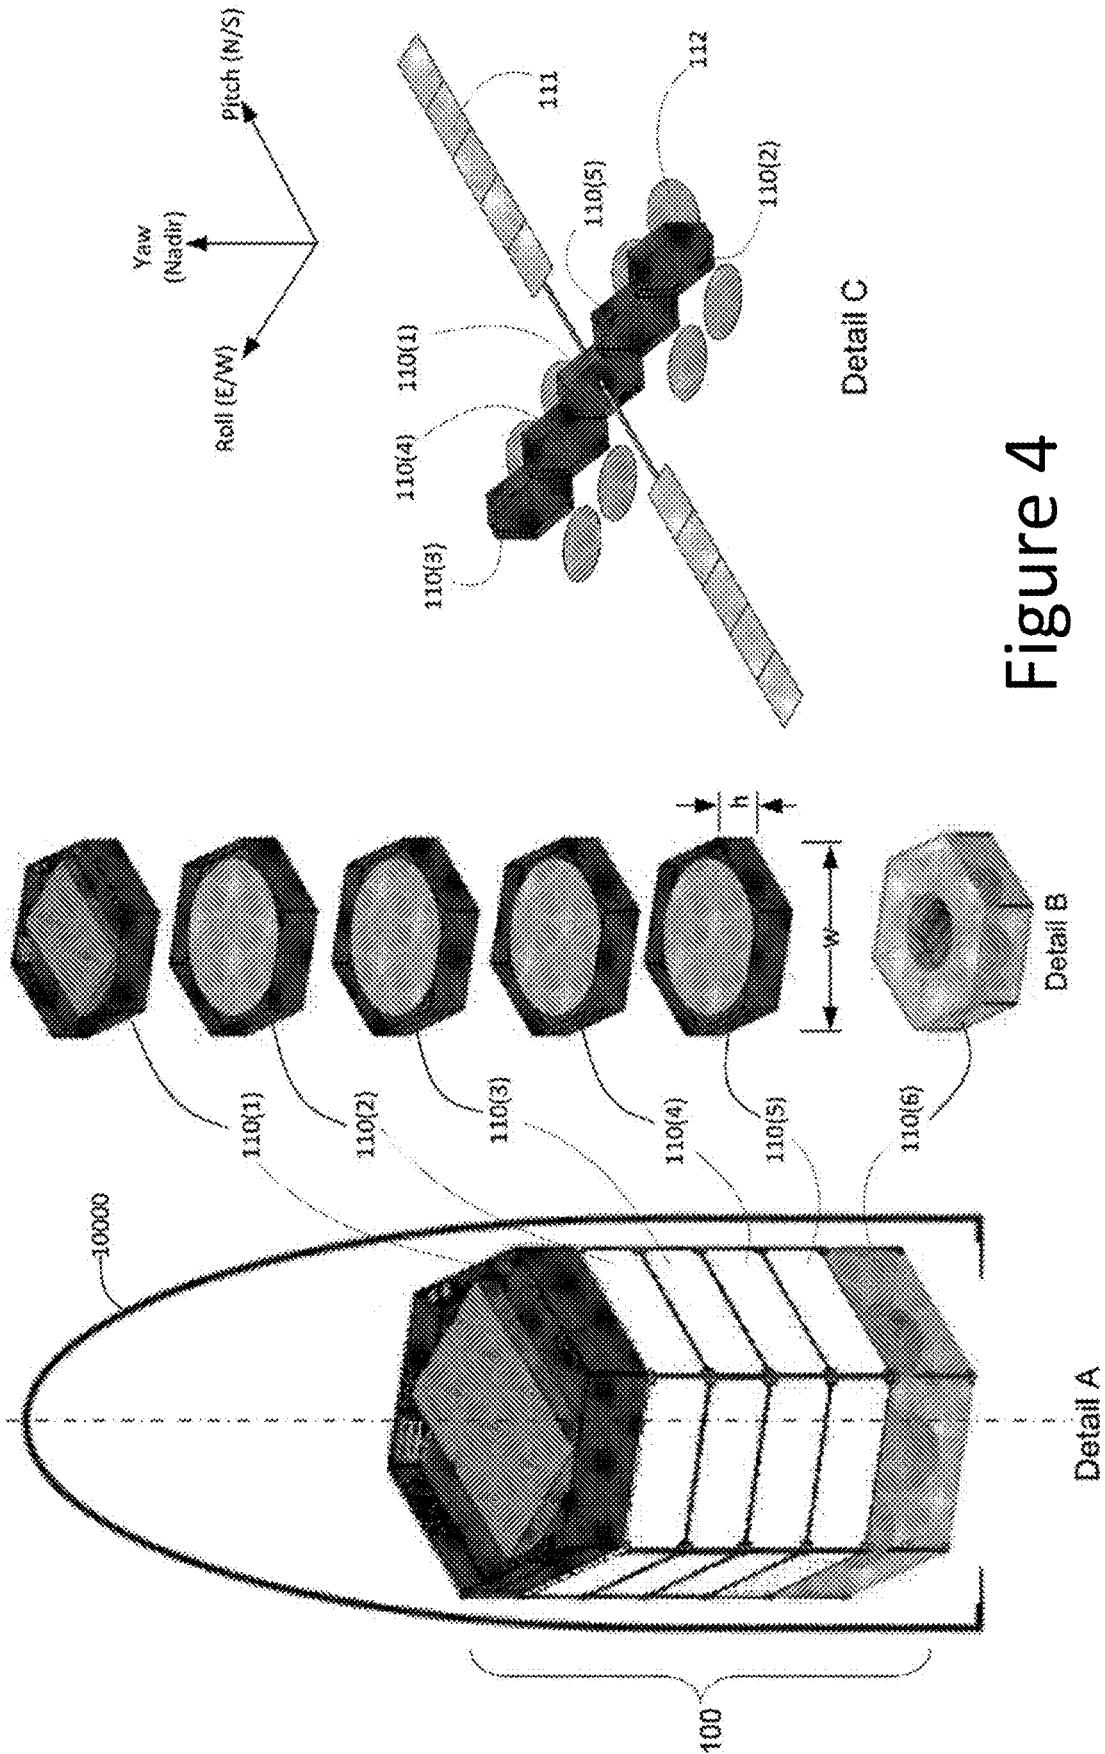 10000
100
110(1)
110(2)
110(3)
110(4)
110(5)
110(6)
w
h
Detail A
Detail B
Yaw
(Nadir)
Roll (E/W)
Pitch (N/S)
110(3)
110(4)
110(1)
110(5)
111
112
110(2)
Detail C
Figure 4